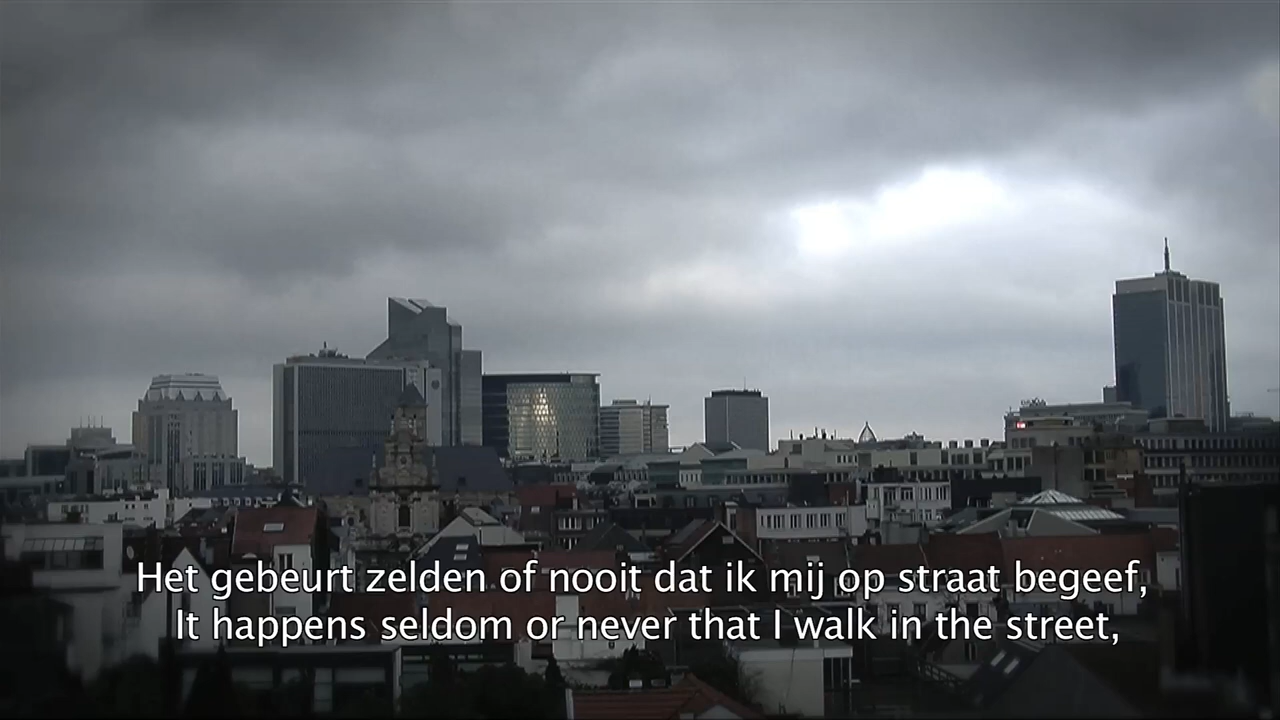 Het gebeurt zelden of nooit dat ik mij op straat begeef,
It happens seldom or never that I walk in the street,